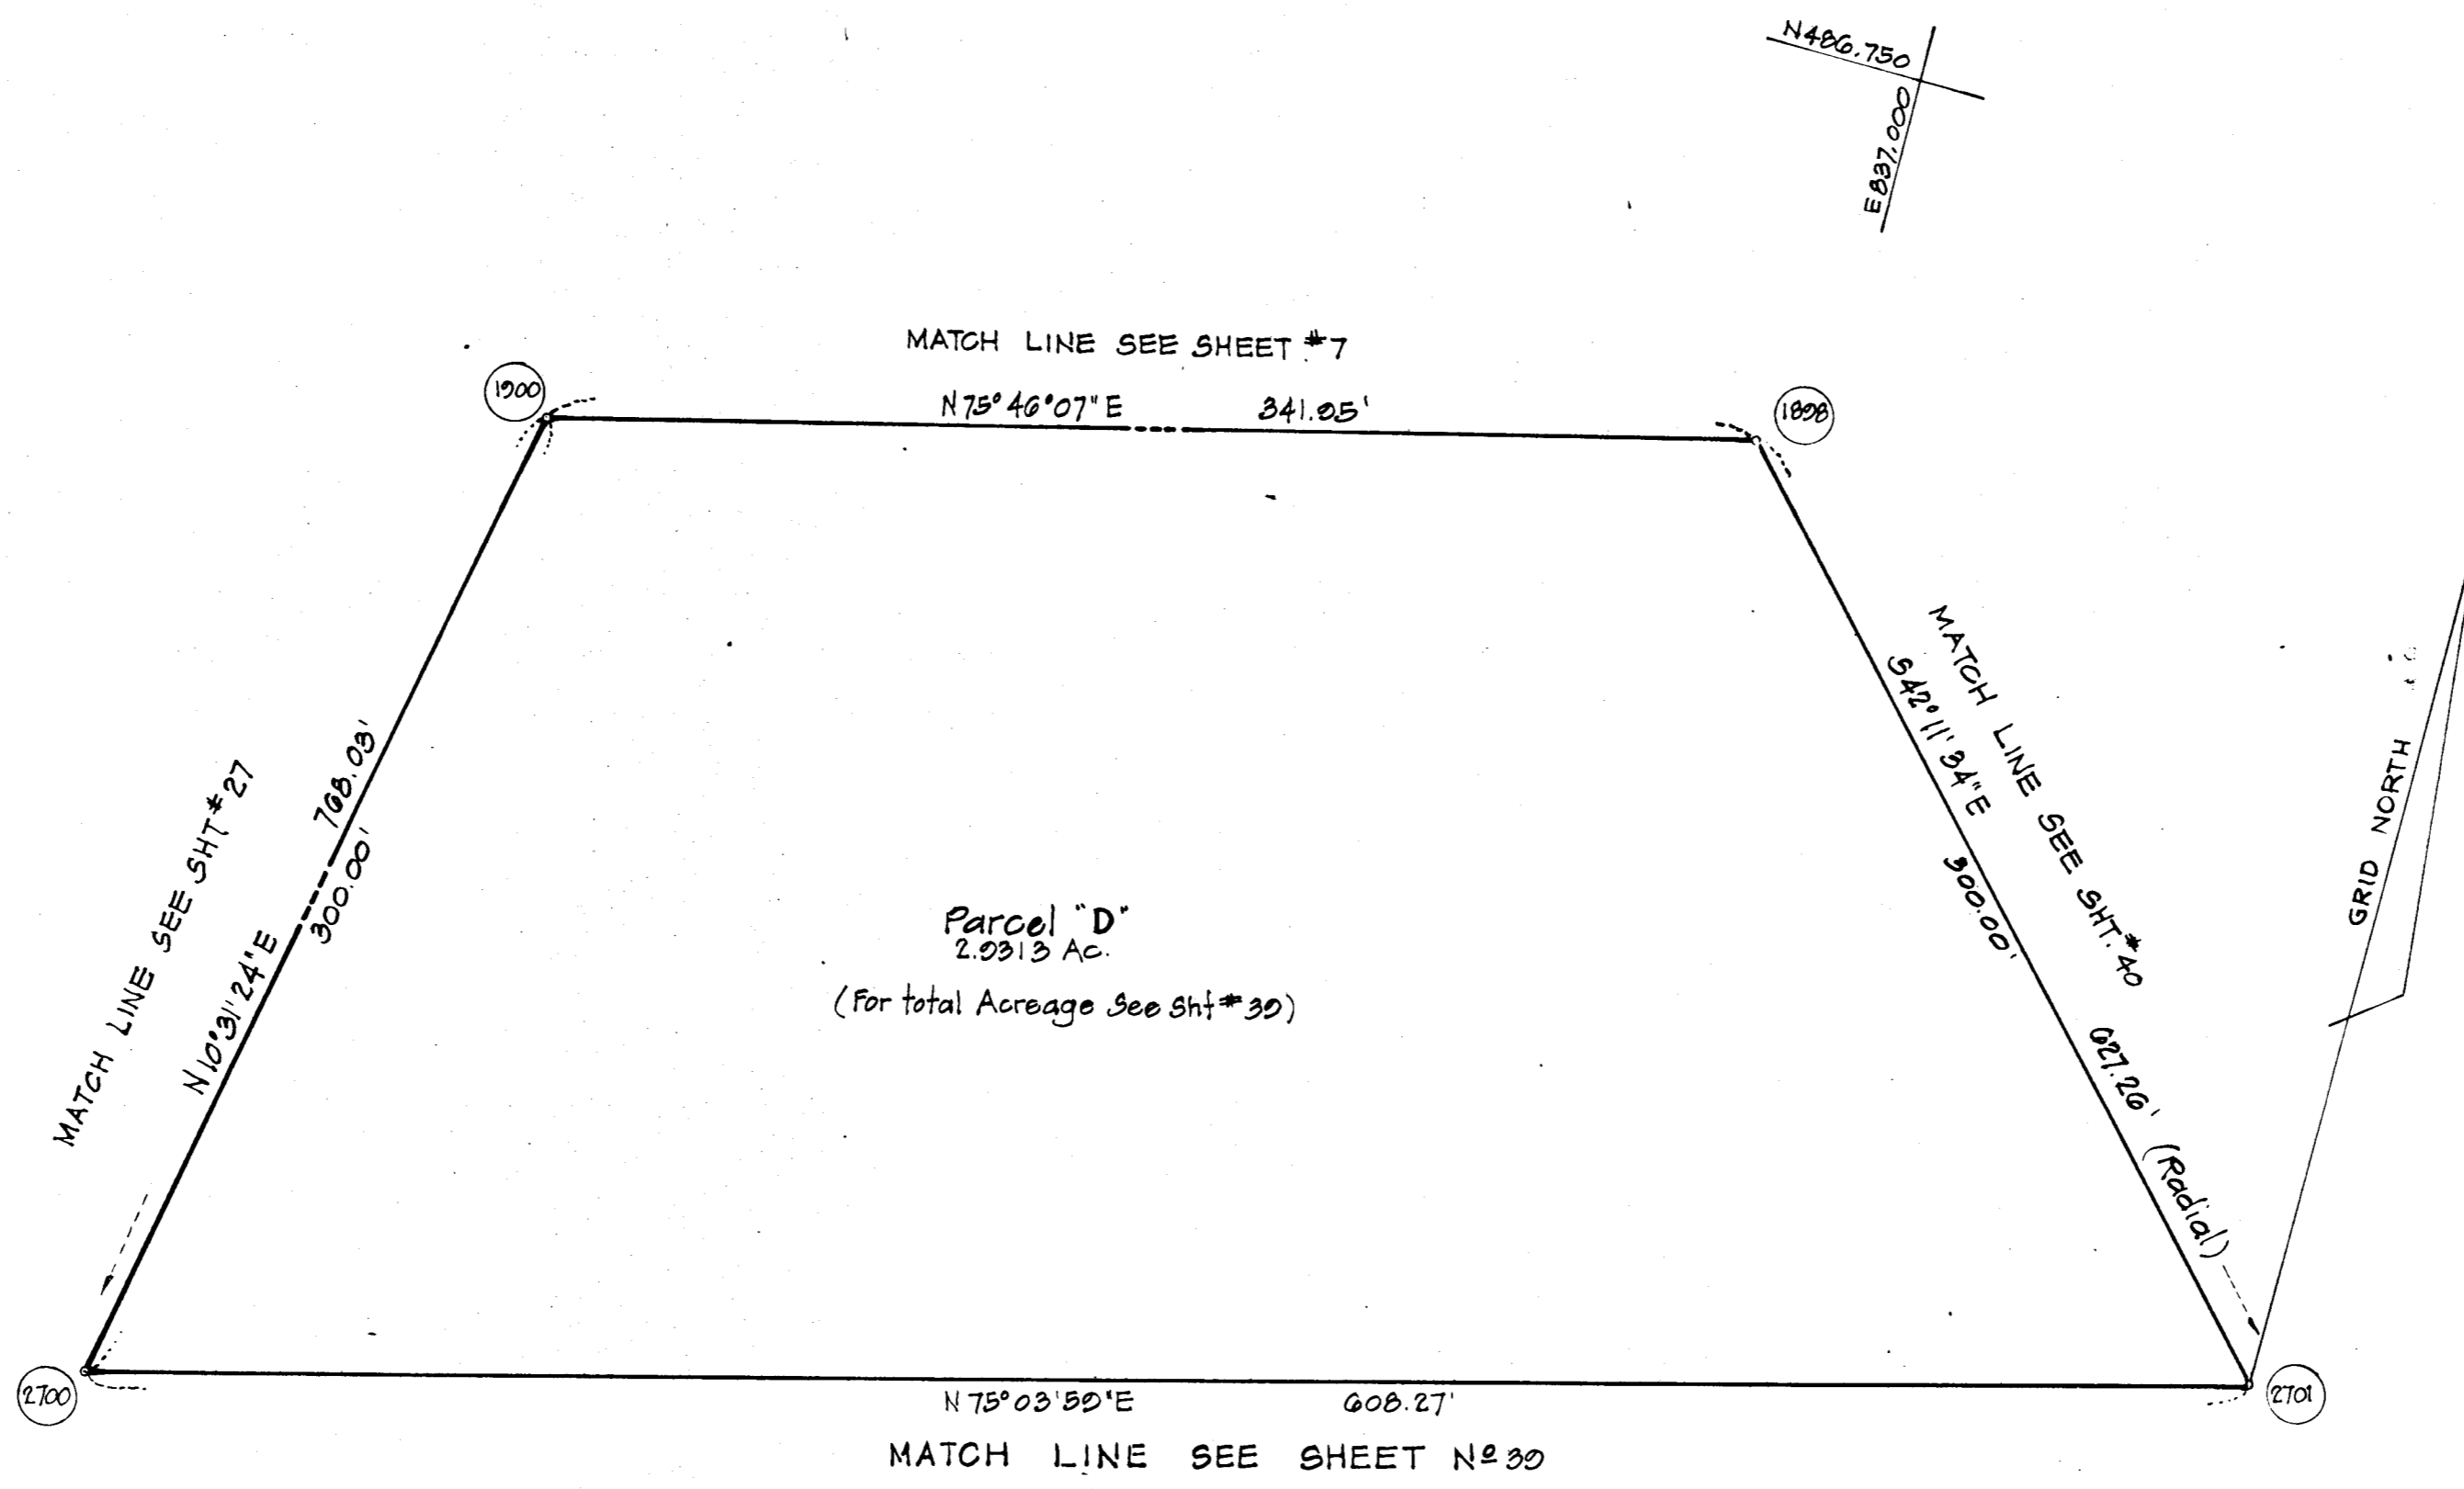 N486.750
E837.000
MATCH LINE SEE SHEET #7
1900
N75°46°07"E 341.95'
1898
MATCH LINE SEE SHT#27
N10°31'24"E 768.03'
300.00'
MATCH LINE SEE SHT.#40
S42°11'34"E
300.00'
627.26' (Radial)
GRID NORTH
Parcel "D"
2.9313 Ac.
(For total Acreage See Sht#39)
2700
2701
N75°03'59"E 608.27'
MATCH LINE SEE SHEET Nº 39